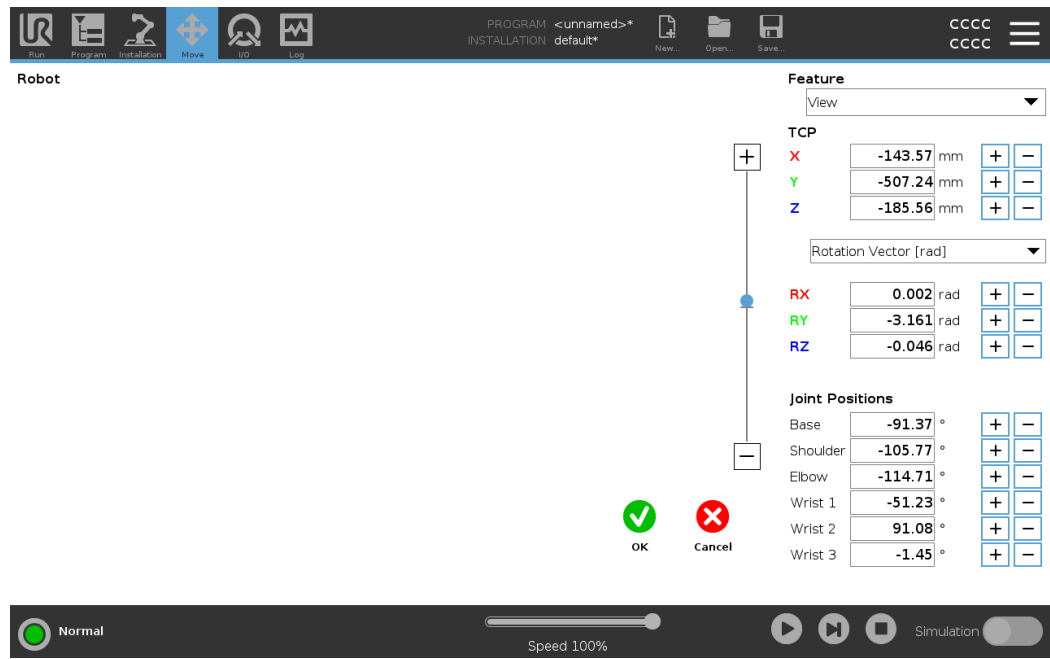 PROGRAM <unnamed>*
INSTALLATION default*
CCCC
CCCC
Run Program Installation Move I/O Log New... Open... Save...
Robot
Feature
View
TCP
X -143.57 mm + −
Y -507.24 mm + −
Z -185.56 mm + −
Rotation Vector [rad]
RX 0.002 rad + −
RY -3.161 rad + −
RZ -0.046 rad + −
Joint Positions
Base -91.37 ° + −
Shoulder -105.77 ° + −
Elbow -114.71 ° + −
Wrist 1 -51.23 ° + −
Wrist 2 91.08 ° + −
Wrist 3 -1.45 ° + −
OK Cancel
Normal
Speed 100%
Simulation